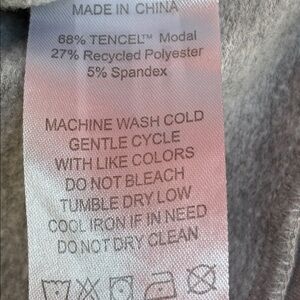 MADE IN CHINA
68% TENCEL™ Modal
27% Recycled Polyester
5% Spandex
MACHINE WASH COLD
GENTLE CYCLE
WITH LIKE COLORS
DO NOT BLEACH
TUMBLE DRY LOW
COOL IRON IF IN NEED
DO NOT DRY CLEAN